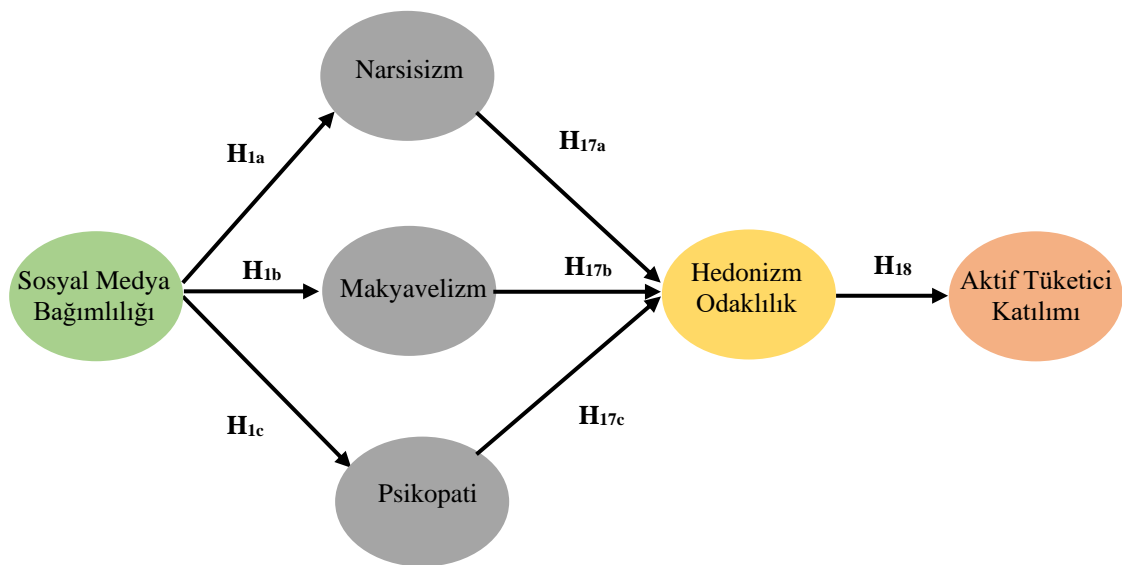 Narsisizm
H1a
H17a
Sosyal Medya
Bağımlılığı
H1b
Makyavelizm
H17b
Hedonizm
Odaklılık
H18
Aktif Tüketici
Katılımı
H1c
H17c
Psikopati